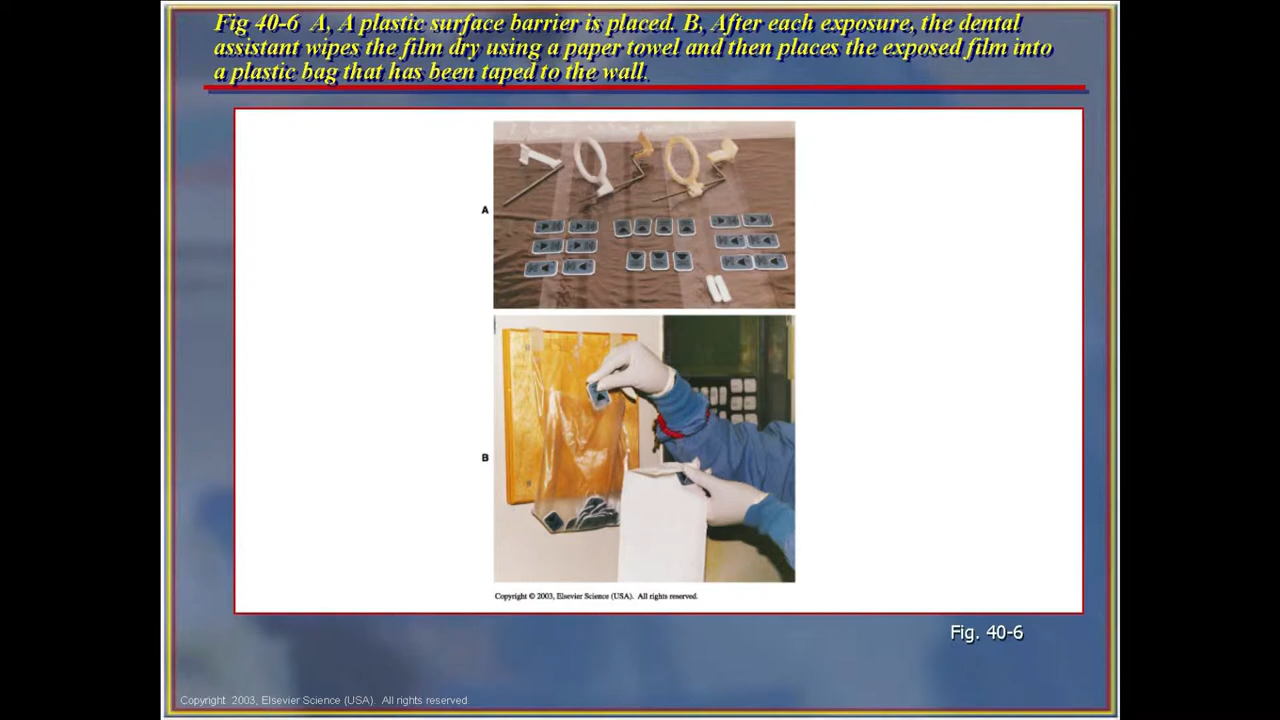 Fig 40-6 A, A plastic surface barrier is placed. B, After each exposure, the dental
assistant wipes the film dry using a paper towel and then places the exposed film into
a plastic bag that has been taped to the wall.
A
B
Copyright © 2003, Elsevier Science (USA). All rights reserved.
Fig. 40-6
Copyright 2003, Elsevier Science (USA). All rights reserved.